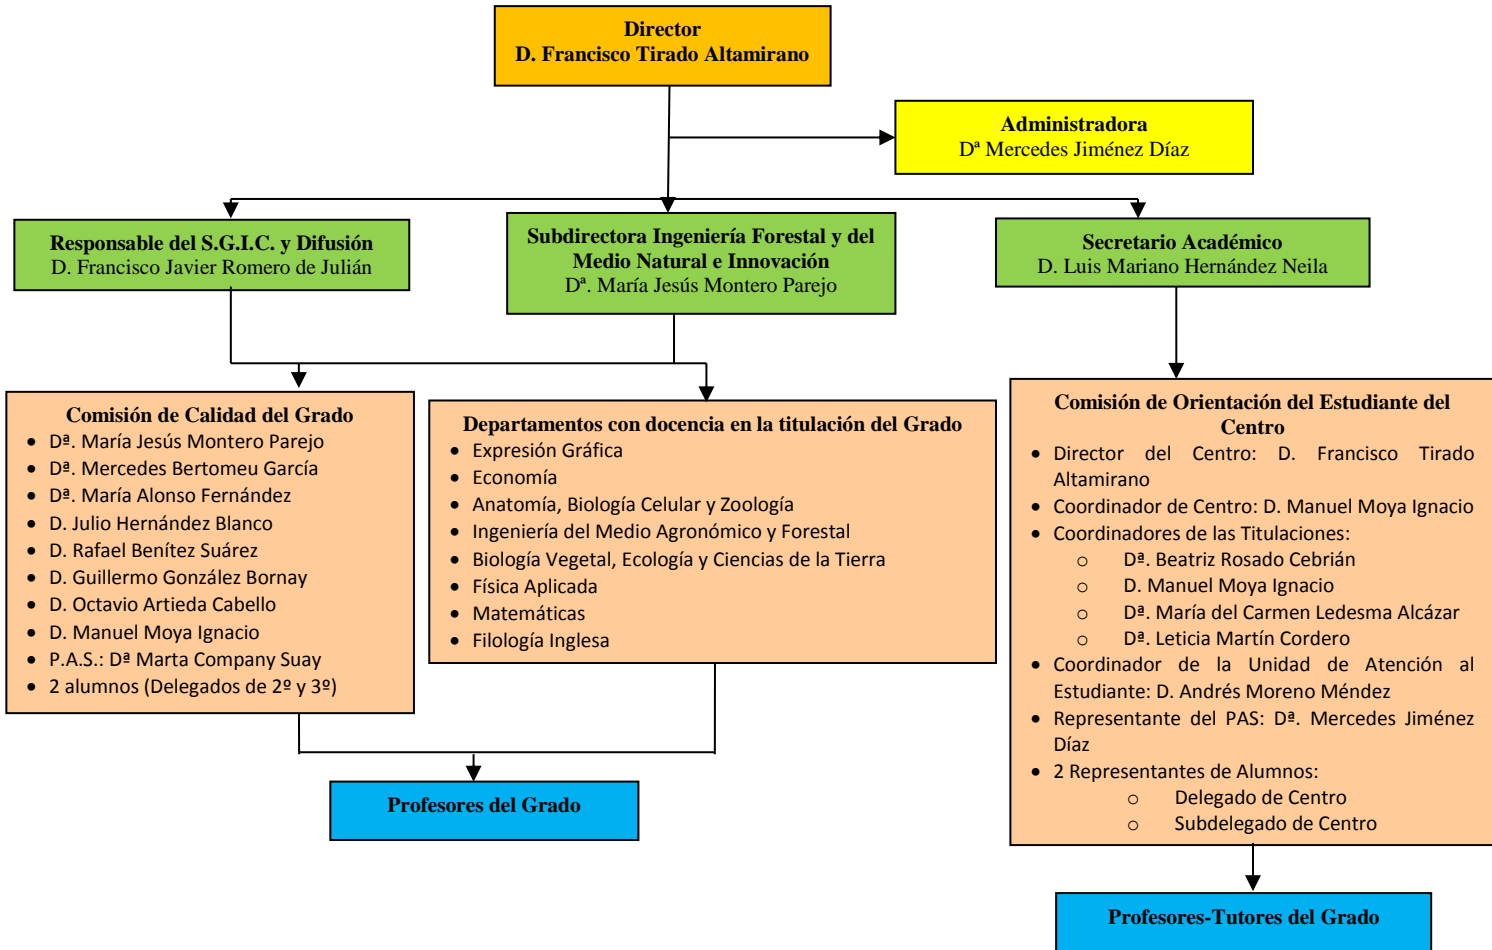 Director
D. Francisco Tirado Altamirano
Administradora
Dª Mercedes Jiménez Díaz
Responsable del S.G.I.C. y Difusión
D. Francisco Javier Romero de Julián
Subdirectora Ingeniería Forestal y del
Medio Natural e Innovación
Dª. María Jesús Montero Parejo
Secretario Académico
D. Luis Mariano Hernández Neila
Comisión de Calidad del Grado
• Dª. María Jesús Montero Parejo
• Dª. Mercedes Bertomeu García
• Dª. María Alonso Fernández
• D. Julio Hernández Blanco
• D. Rafael Benítez Suárez
• D. Guillermo González Bornay
• D. Octavio Artieda Cabello
• D. Manuel Moya Ignacio
• P.A.S.: Dª Marta Company Suay
• 2 alumnos (Delegados de 2º y 3º)
Departamentos con docencia en la titulación del Grado
• Expresión Gráfica
• Economía
• Anatomía, Biología Celular y Zoología
• Ingeniería del Medio Agronómico y Forestal
• Biología Vegetal, Ecología y Ciencias de la Tierra
• Física Aplicada
• Matemáticas
• Filología Inglesa
Comisión de Orientación del Estudiante del
Centro
• Director del Centro: D. Francisco Tirado
Altamirano
• Coordinador de Centro: D. Manuel Moya Ignacio
• Coordinadores de las Titulaciones:
o Dª. Beatriz Rosado Cebrián
o D. Manuel Moya Ignacio
o Dª. María del Carmen Ledesma Alcázar
o Dª. Leticia Martín Cordero
• Coordinador de la Unidad de Atención al
Estudiante: D. Andrés Moreno Méndez
• Representante del PAS: Dª. Mercedes Jiménez
Díaz
• 2 Representantes de Alumnos:
o Delegado de Centro
o Subdelegado de Centro
Profesores del Grado
Profesores-Tutores del Grado